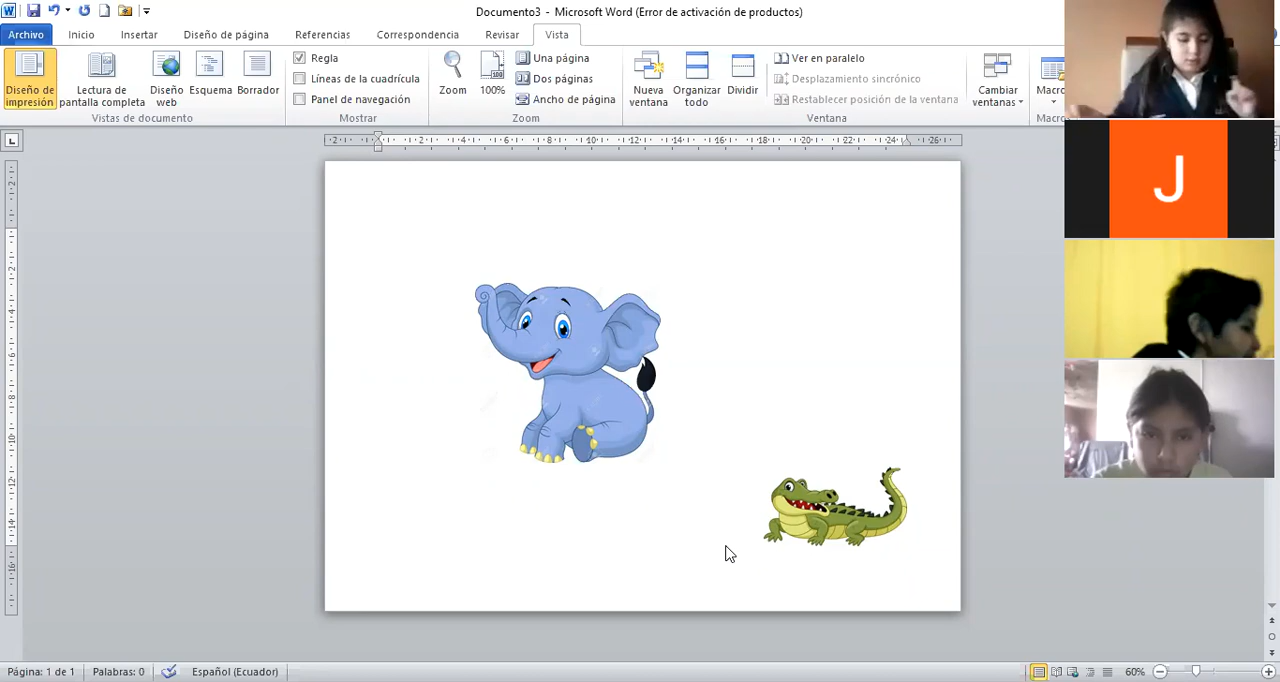 Documento3 - Microsoft Word (Error de activación de productos)
Archivo Inicio Insertar Diseño de página Referencias Correspondencia Revisar Vista
Diseño de impresión
Lectura de pantalla completa
Diseño web
Esquema
Borrador
Vistas de documento
Regla
Líneas de la cuadrícula
Panel de navegación
Mostrar
Zoom
100%
Una página
Dos páginas
Ancho de página
Zoom
Nueva ventana
Organizar todo
Dividir
Ver en paralelo
Desplazamiento sincrónico
Restablecer posición de la ventana
Cambiar ventanas
Ventana
Macro
Macro
J
Página: 1 de 1 Palabras: 0 Español (Ecuador) 60%